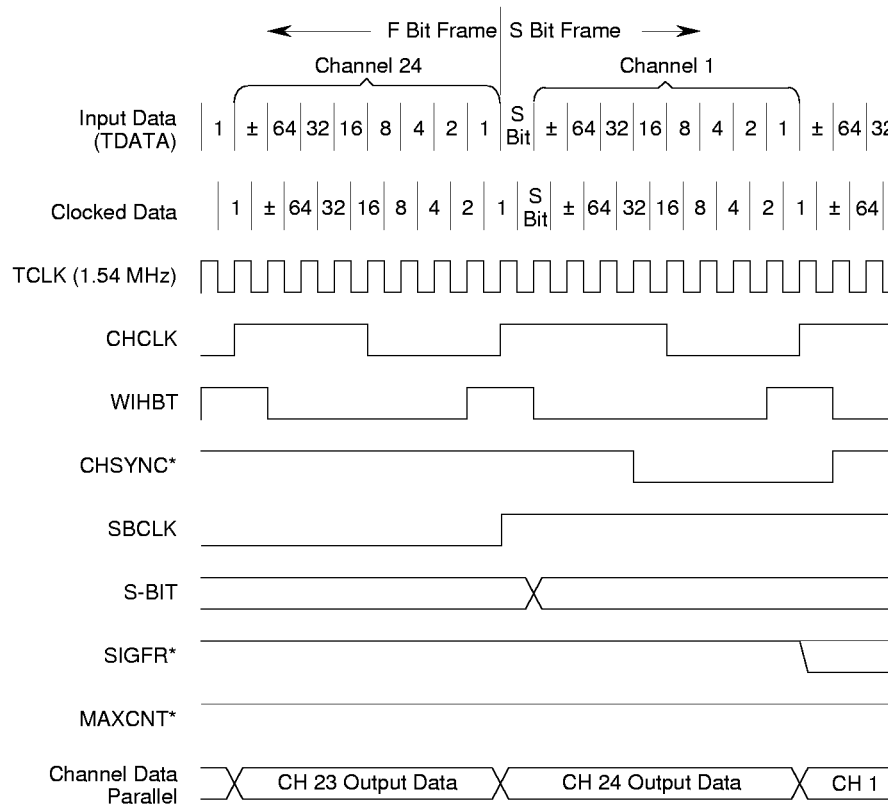 F Bit Frame S Bit Frame
Channel 24 Channel 1
Input Data (TDATA) 1 ± 64 32 16 8 4 2 1 S Bit ± 64 32 16 8 4 2 1 ± 64 32
Clocked Data 1 ± 64 32 16 8 4 2 1 S Bit ± 64 32 16 8 4 2 1 ± 64
TCLK (1.54 MHz)
CHCLK
WIHBT
CHSYNC*
SBCLK
S-BIT
SIGFR*
MAXCNT*
Channel Data Parallel CH 23 Output Data CH 24 Output Data CH 1